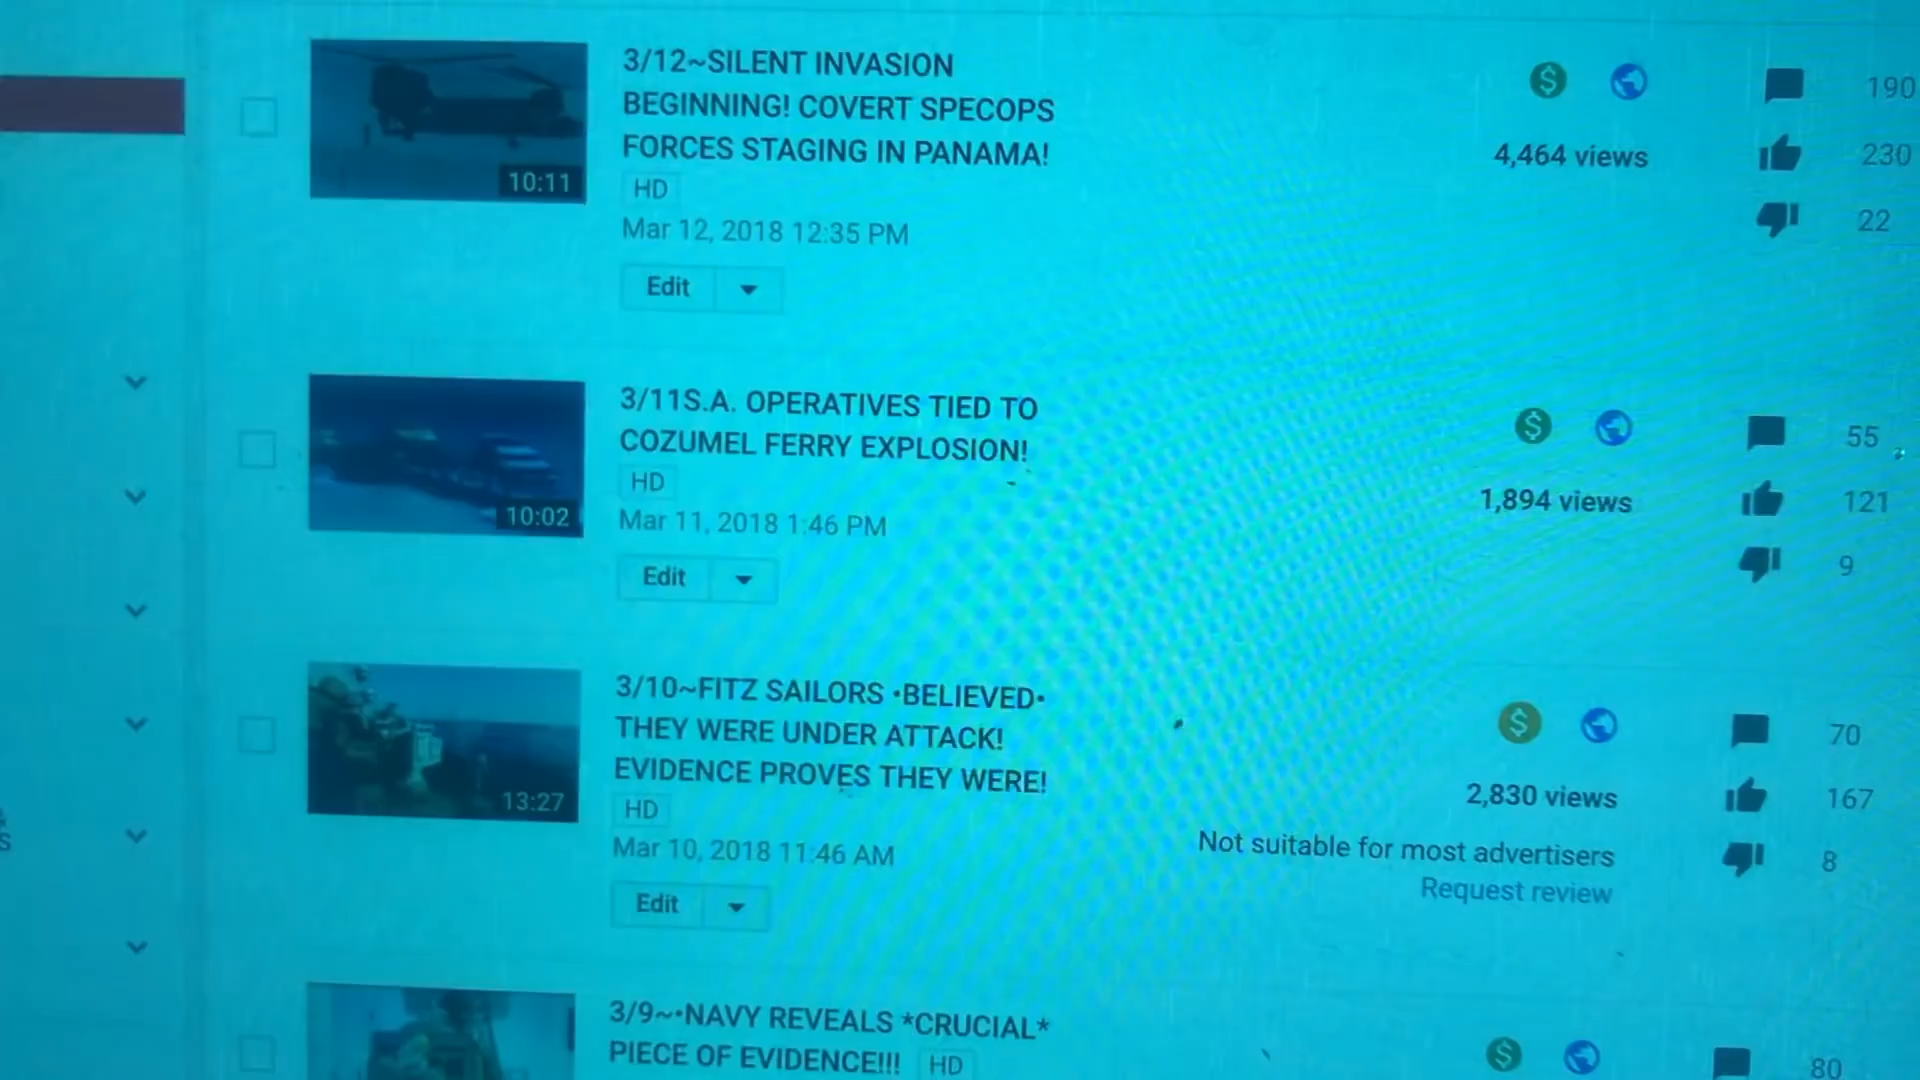 3/12~SILENT INVASION
BEGINNING! COVERT SPECOPS
FORCES STAGING IN PANAMA!
10:11
HD
Mar 12, 2018 12:35 PM
Edit
4,464 views
190
230
22
3/11S.A. OPERATIVES TIED TO
COZUMEL FERRY EXPLOSION!
10:02
HD
Mar 11, 2018 1:46 PM
Edit
1,894 views
55
121
9
3/10~FITZ SAILORS •BELIEVED•
THEY WERE UNDER ATTACK!
EVIDENCE PROVES THEY WERE!
13:27
HD
Mar 10, 2018 11:46 AM
Edit
2,830 views
Not suitable for most advertisers
Request review
70
167
8
3/9~•NAVY REVEALS *CRUCIAL*
PIECE OF EVIDENCE!!! HD
80